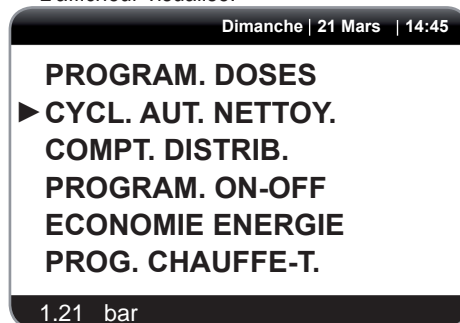 Dimanche | 21 Mars | 14:45
PROGRAM. DOSES
CYCL. AUT. NETTOY.
COMPT. DISTRIB.
PROGRAM. ON-OFF
ECONOMIE ENERGIE
PROG. CHAUFFE-T.
1.21 bar